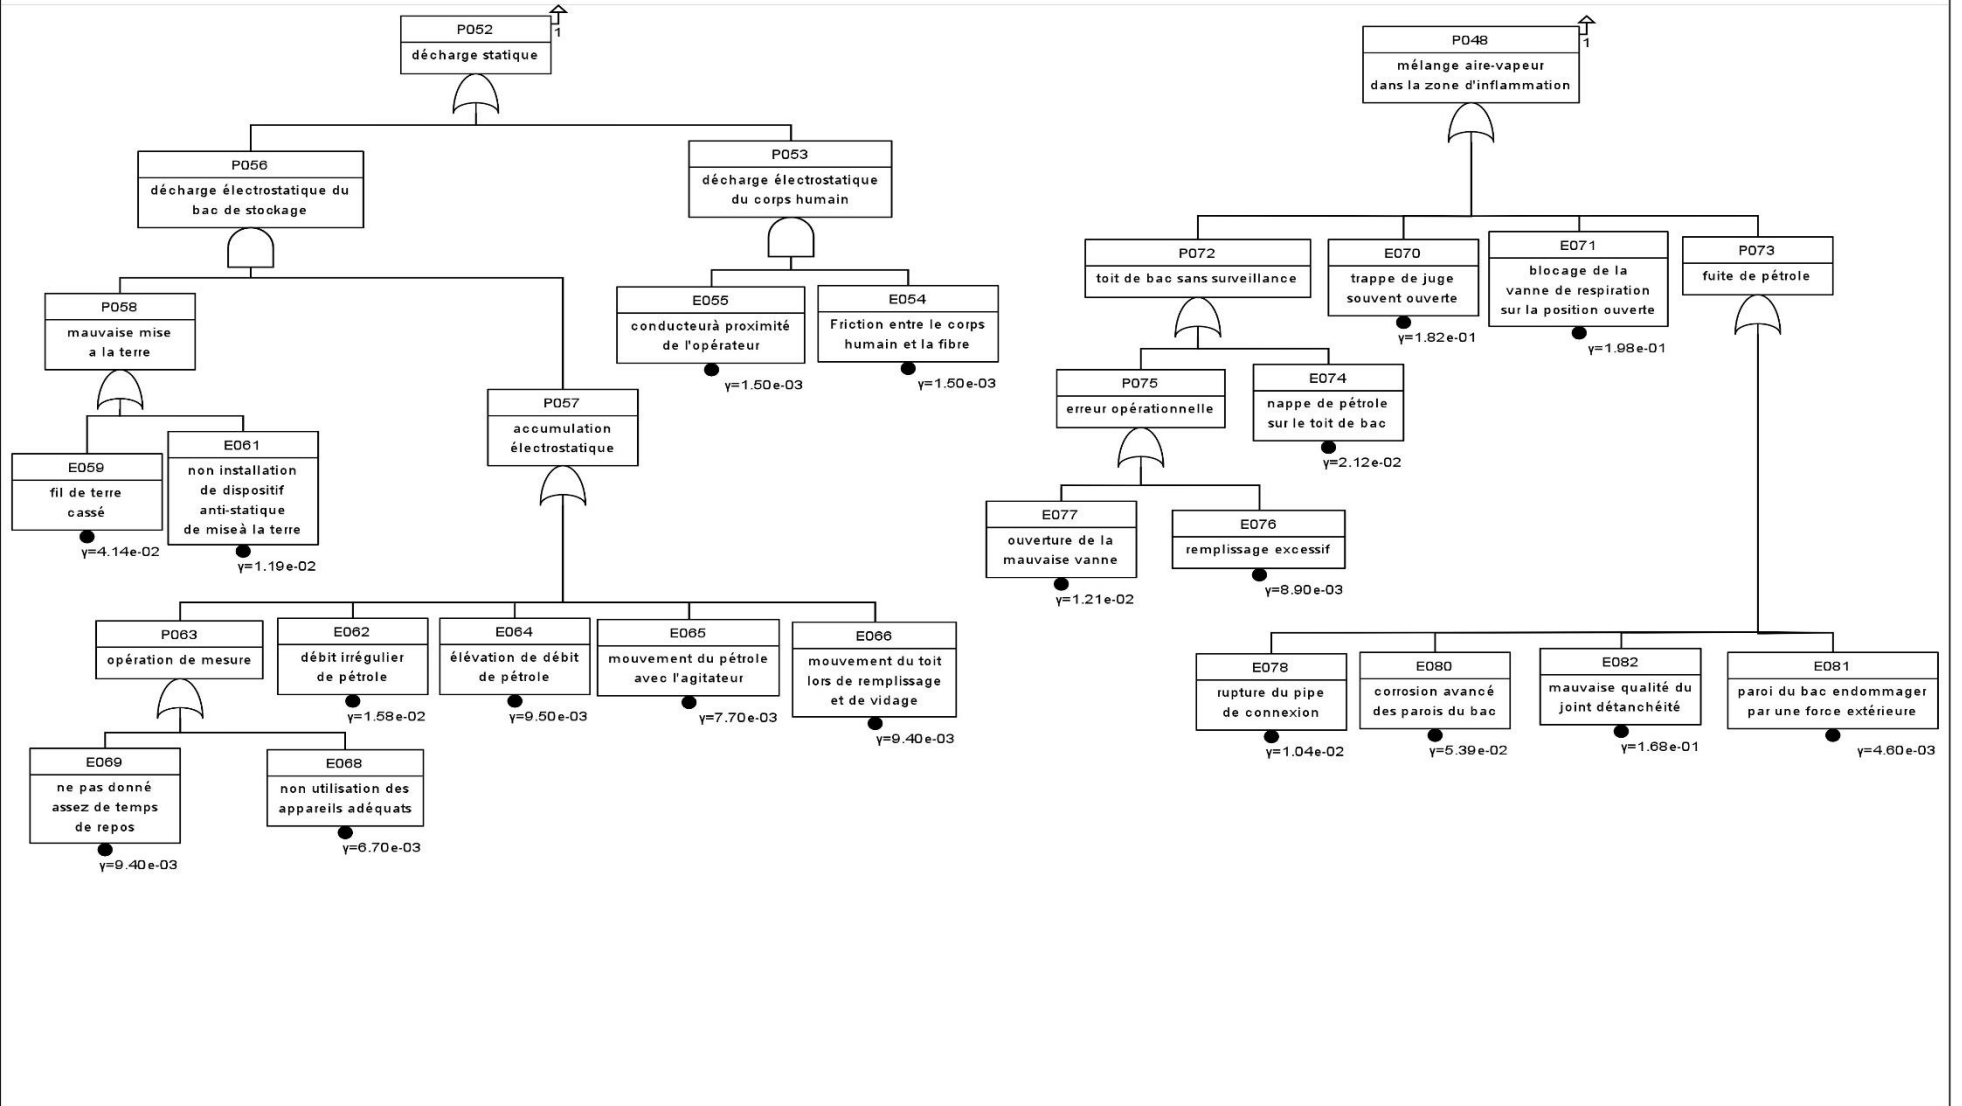 P052
décharge statique
1
P056
décharge électrostatique du
bac de stockage
P053
décharge électrostatique
du corps humain
P058
mauvaise mise
a la terre
E055
conducteurà proximité
de l'opérateur
γ=1.50e-03
E054
Friction entre le corps
humain et la fibre
γ=1.50e-03
P057
accumulation
électrostatique
E059
fil de terre
cassé
γ=4.14e-02
E061
non installation
de dispositif
anti-statique
de miseà la terre
γ=1.19e-02
P063
opération de mesure
E062
débit irrégulier
de pétrole
γ=1.58e-02
E064
élévation de débit
de pétrole
γ=9.50e-03
E065
mouvement du pétrole
avec l'agitateur
γ=7.70e-03
E066
mouvement du toit
lors de remplissage
et de vidage
γ=9.40e-03
E069
ne pas donné
assez de temps
de repos
γ=9.40e-03
E068
non utilisation des
appareils adéquats
γ=6.70e-03
P048
mélange aire-vapeur
dans la zone d'inflammation
1
P072
toit de bac sans surveillance
E070
trappe de juge
souvent ouverte
γ=1.82e-01
E071
blocage de la
vanne de respiration
sur la position ouverte
γ=1.98e-01
P073
fuite de pétrole
P075
erreur opérationnelle
E074
nappe de pétrole
sur le toit de bac
γ=2.12e-02
E077
ouverture de la
mauvaise vanne
γ=1.21e-02
E076
remplissage excessif
γ=8.90e-03
E078
rupture du pipe
de connexion
γ=1.04e-02
E080
corrosion avancé
des parois du bac
γ=5.39e-02
E082
mauvaise qualité du
joint détanchéité
γ=1.68e-01
E081
paroi du bac endommager
par une force extérieure
γ=4.60e-03